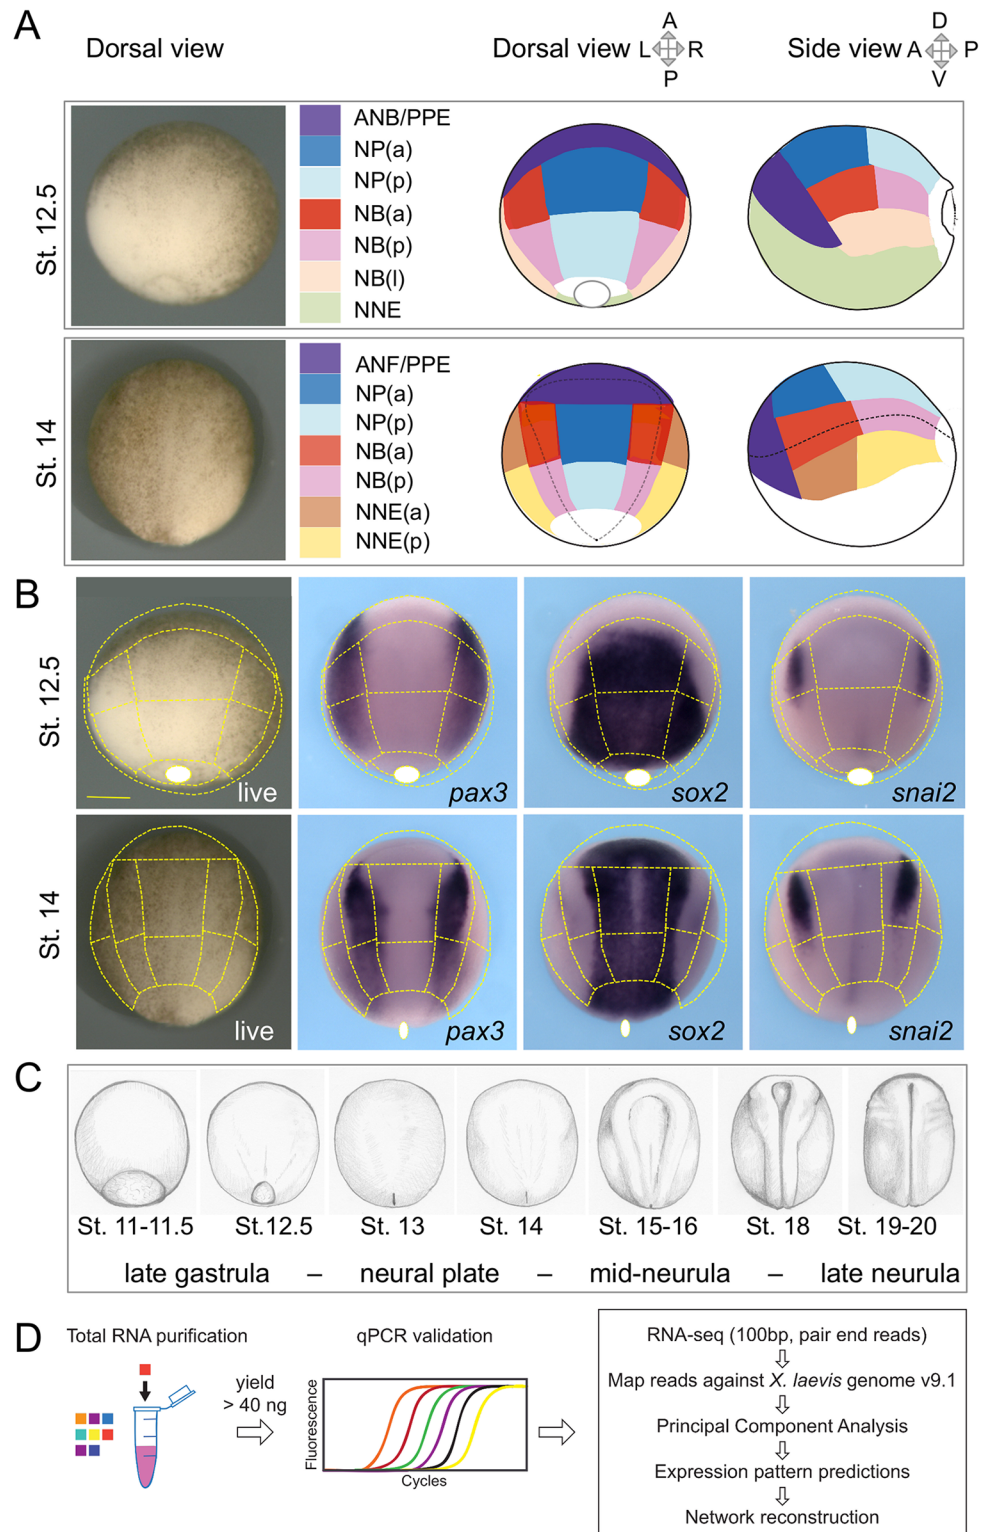 A
Dorsal view
Dorsal view
A
L R
P
Side view
D
A P
V
St. 12.5
ANB/PPE
NP(a)
NP(p)
NB(a)
NB(p)
NB(l)
NNE
St. 14
ANF/PPE
NP(a)
NP(p)
NB(a)
NB(p)
NNE(a)
NNE(p)
B
St. 12.5
live
pax3
sox2
snai2
St. 14
live
pax3
sox2
snai2
C
St. 11-11.5
St.12.5
St. 13
St. 14
St. 15-16
St. 18
St. 19-20
late gastrula – neural plate – mid-neurula – late neurula
D
Total RNA purification
yield
> 40 ng
qPCR validation
Fluorescence
Cycles
RNA-seq (100bp, pair end reads)
Map reads against X. laevis genome v9.1
Principal Component Analysis
Expression pattern predictions
Network reconstruction